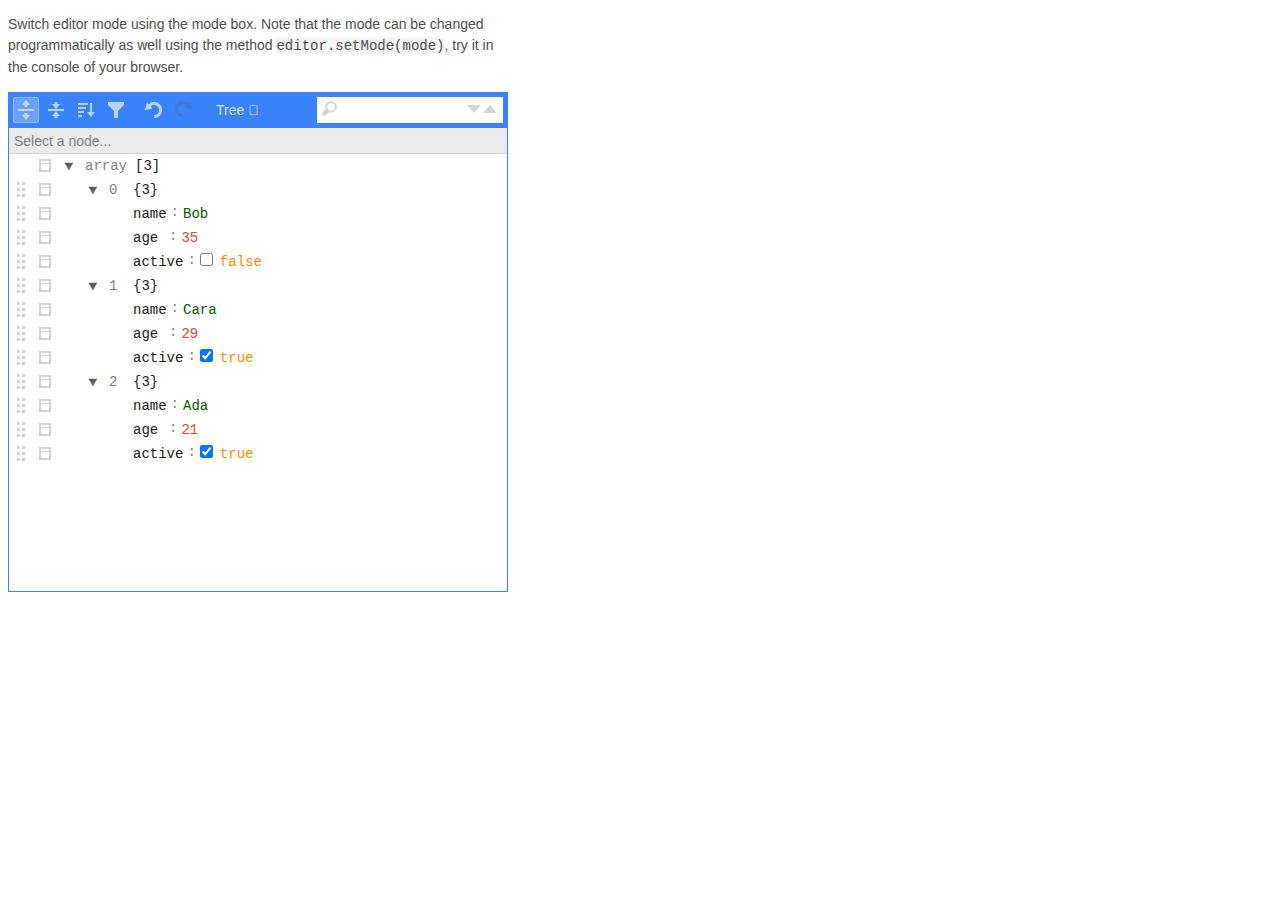 Switch editor mode using the mode box. Note that the mode can be changed
programmatically as well using the method editor.setMode(mode), try it in
the console of your browser.
Tree
Select a node...
array [3]
0 {3}
name : Bob
age : 35
active : false
1 {3}
name : Cara
age : 29
active : true
2 {3}
name : Ada
age : 21
active : true